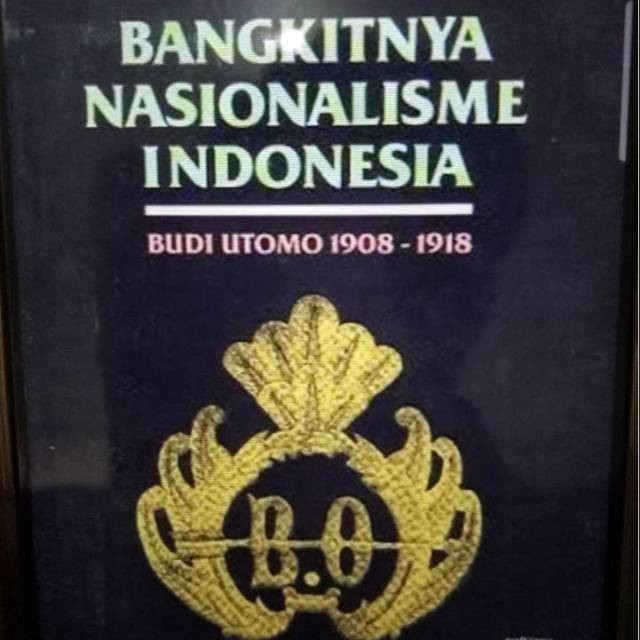 BANGKITNYA
NASIONALISME
INDONESIA
BUDI UTOMO 1908 - 1918
B.O